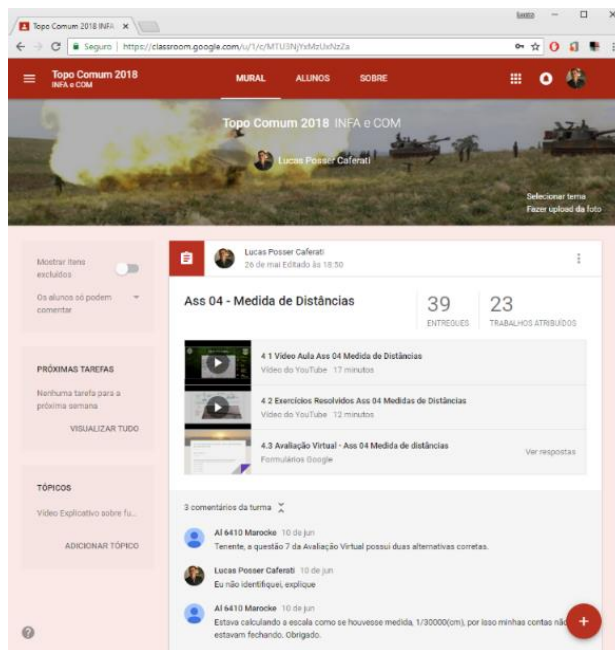 Topo Comum 2018 INFA
Seguro | https://classroom.google.com/u/1/c/MTU3NjYxMzUxNzZa
Topo Comum 2018
INFA e COM
MURAL ALUNOS SOBRE
Topo Comum 2018 INFA e COM
Lucas Posser Caferati
Selecionar tema
Fazer upload da foto
Mostrar itens
excluídos
Os alunos só podem
comentar
PRÓXIMAS TAREFAS
Nenhuma tarefa para a
próxima semana
VISUALIZAR TUDO
TÓPICOS
Vídeo Explicativo sobre fu...
ADICIONAR TÓPICO
Lucas Posser Caferati
26 de mai Editado às 18:50
Ass 04 - Medida de Distâncias
39
ENTREGUES
23
TRABALHOS ATRIBUÍDOS
4 1 Vídeo Aula Ass 04 Medida de Distâncias
Vídeo do YouTube 17 minutos
4 2 Exercícios Resolvidos Ass 04 Medidas de Distâncias
Vídeo do YouTube 12 minutos
4.3 Avaliação Virtual - Ass 04 Medida de distâncias
Formulários Google
Ver respostas
3 comentários da turma
Al 6410 Marocke 10 de jun
Tenente, a questão 7 da Avaliação Virtual possui duas alternativas corretas.
Lucas Posser Caferati 10 de jun
Eu não identifiquei, explique
Al 6410 Marocke 10 de jun
Estava calculando a escala como se houvesse medida, 1/30000(cm), por isso minhas contas não
estavam fechando. Obrigado.